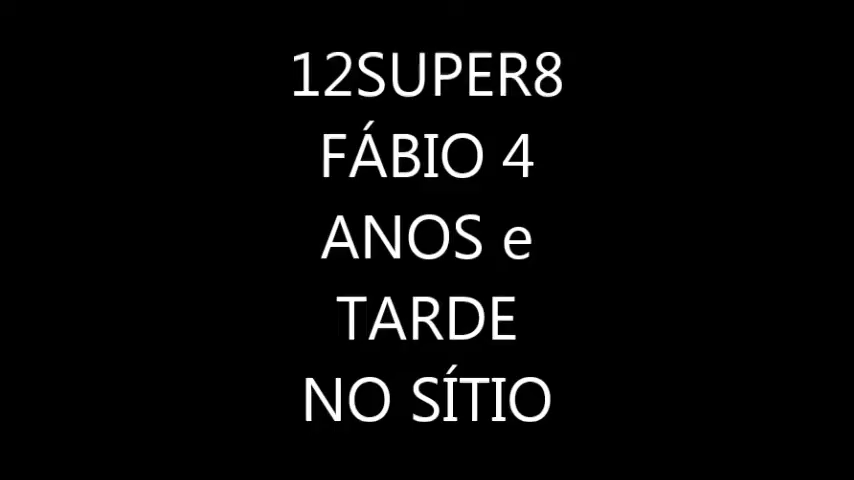 12SUPER8
FÁBIO 4
ANOS e
TARDE
NO SÍTIO